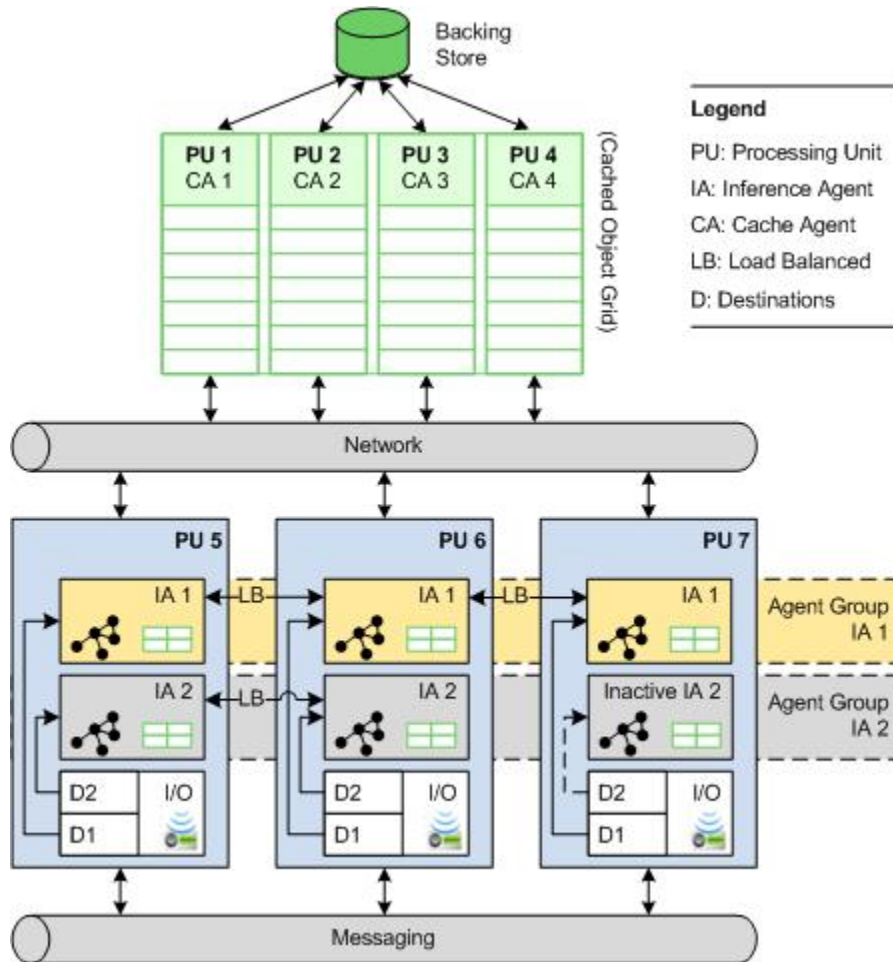 Backing
Store
PU 1
CA 1
PU 2
CA 2
PU 3
CA 3
PU 4
CA 4
(Cached Object Grid)
Legend
PU: Processing Unit
IA: Inference Agent
CA: Cache Agent
LB: Load Balanced
D: Destinations
Network
PU 5
PU 6
PU 7
IA 1
LB
IA 1
LB
IA 1
Agent Group
IA 1
IA 2
LB
IA 2
Inactive IA 2
Agent Group
IA 2
D2
I/O
D1
D2
I/O
D1
D2
I/O
D1
Messaging